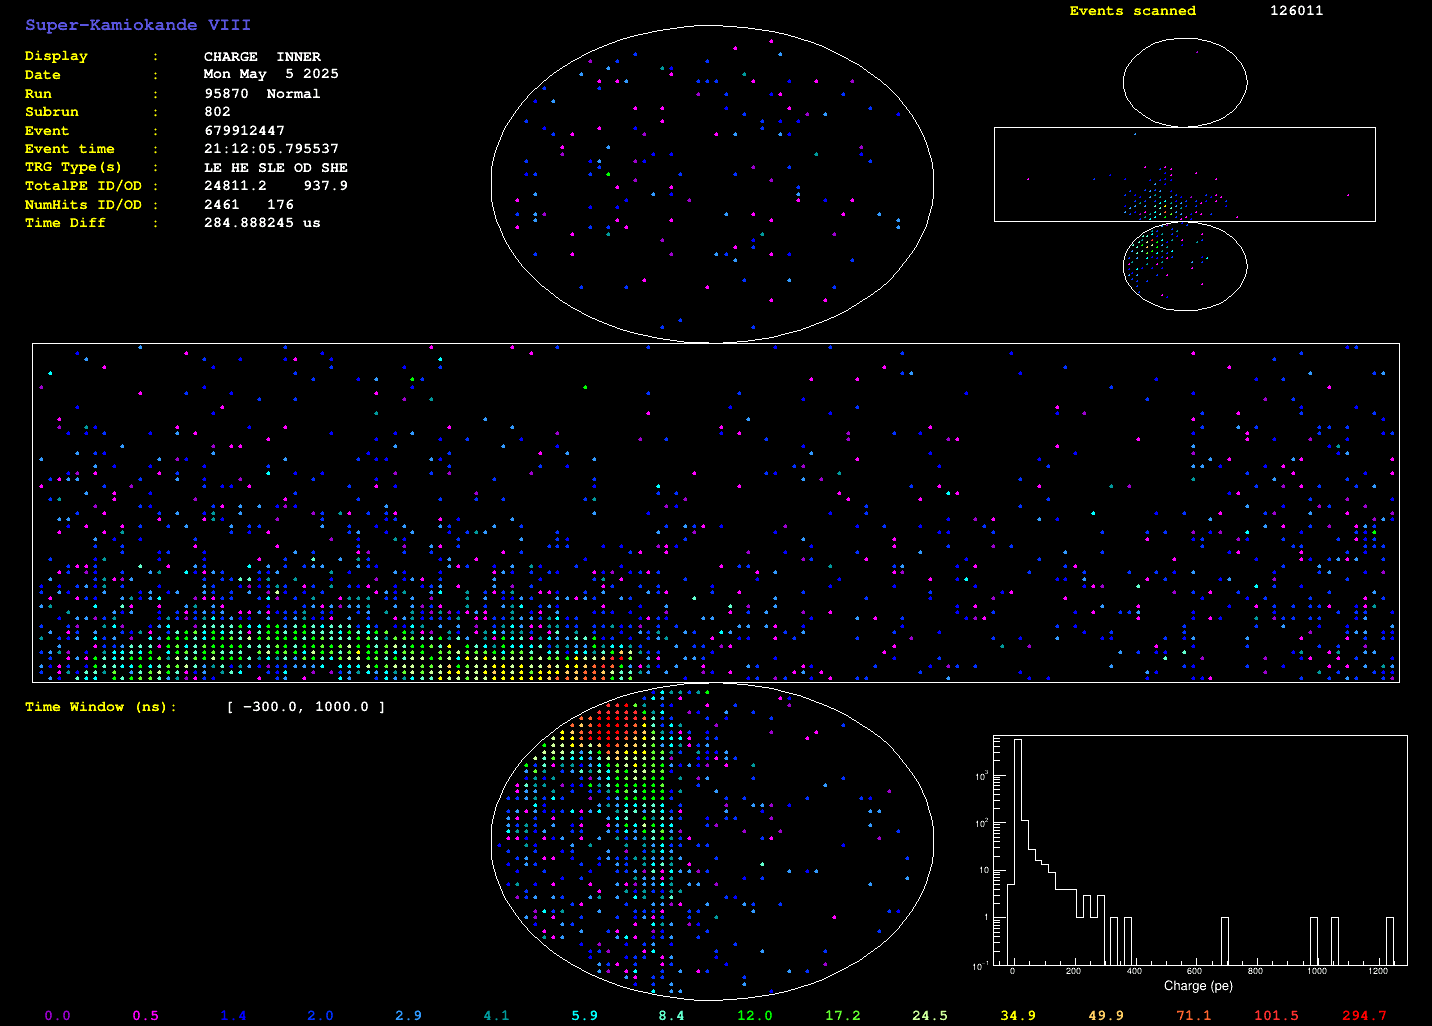 Super-Kamiokande VIII
Display : CHARGE INNER
Date : Mon May 5 2025
Run : 95870 Normal
Subrun : 802
Event : 679912447
Event time : 21:12:05.795537
TRG Type(s) : LE HE SLE OD SHE
TotalPE ID/OD : 24811.2 937.9
NumHits ID/OD : 2461 176
Time Diff : 284.888245 us
Events scanned 126011
Time Window (ns): [ -300.0, 1000.0 ]
10³
10²
10
1
10⁻¹
0 200 400 600 800 1000 1200
Charge (pe)
0.0 0.5 1.4 2.0 2.9 4.1 5.9 8.4 12.0 17.2 24.5 34.9 49.9 71.1 101.5 294.7